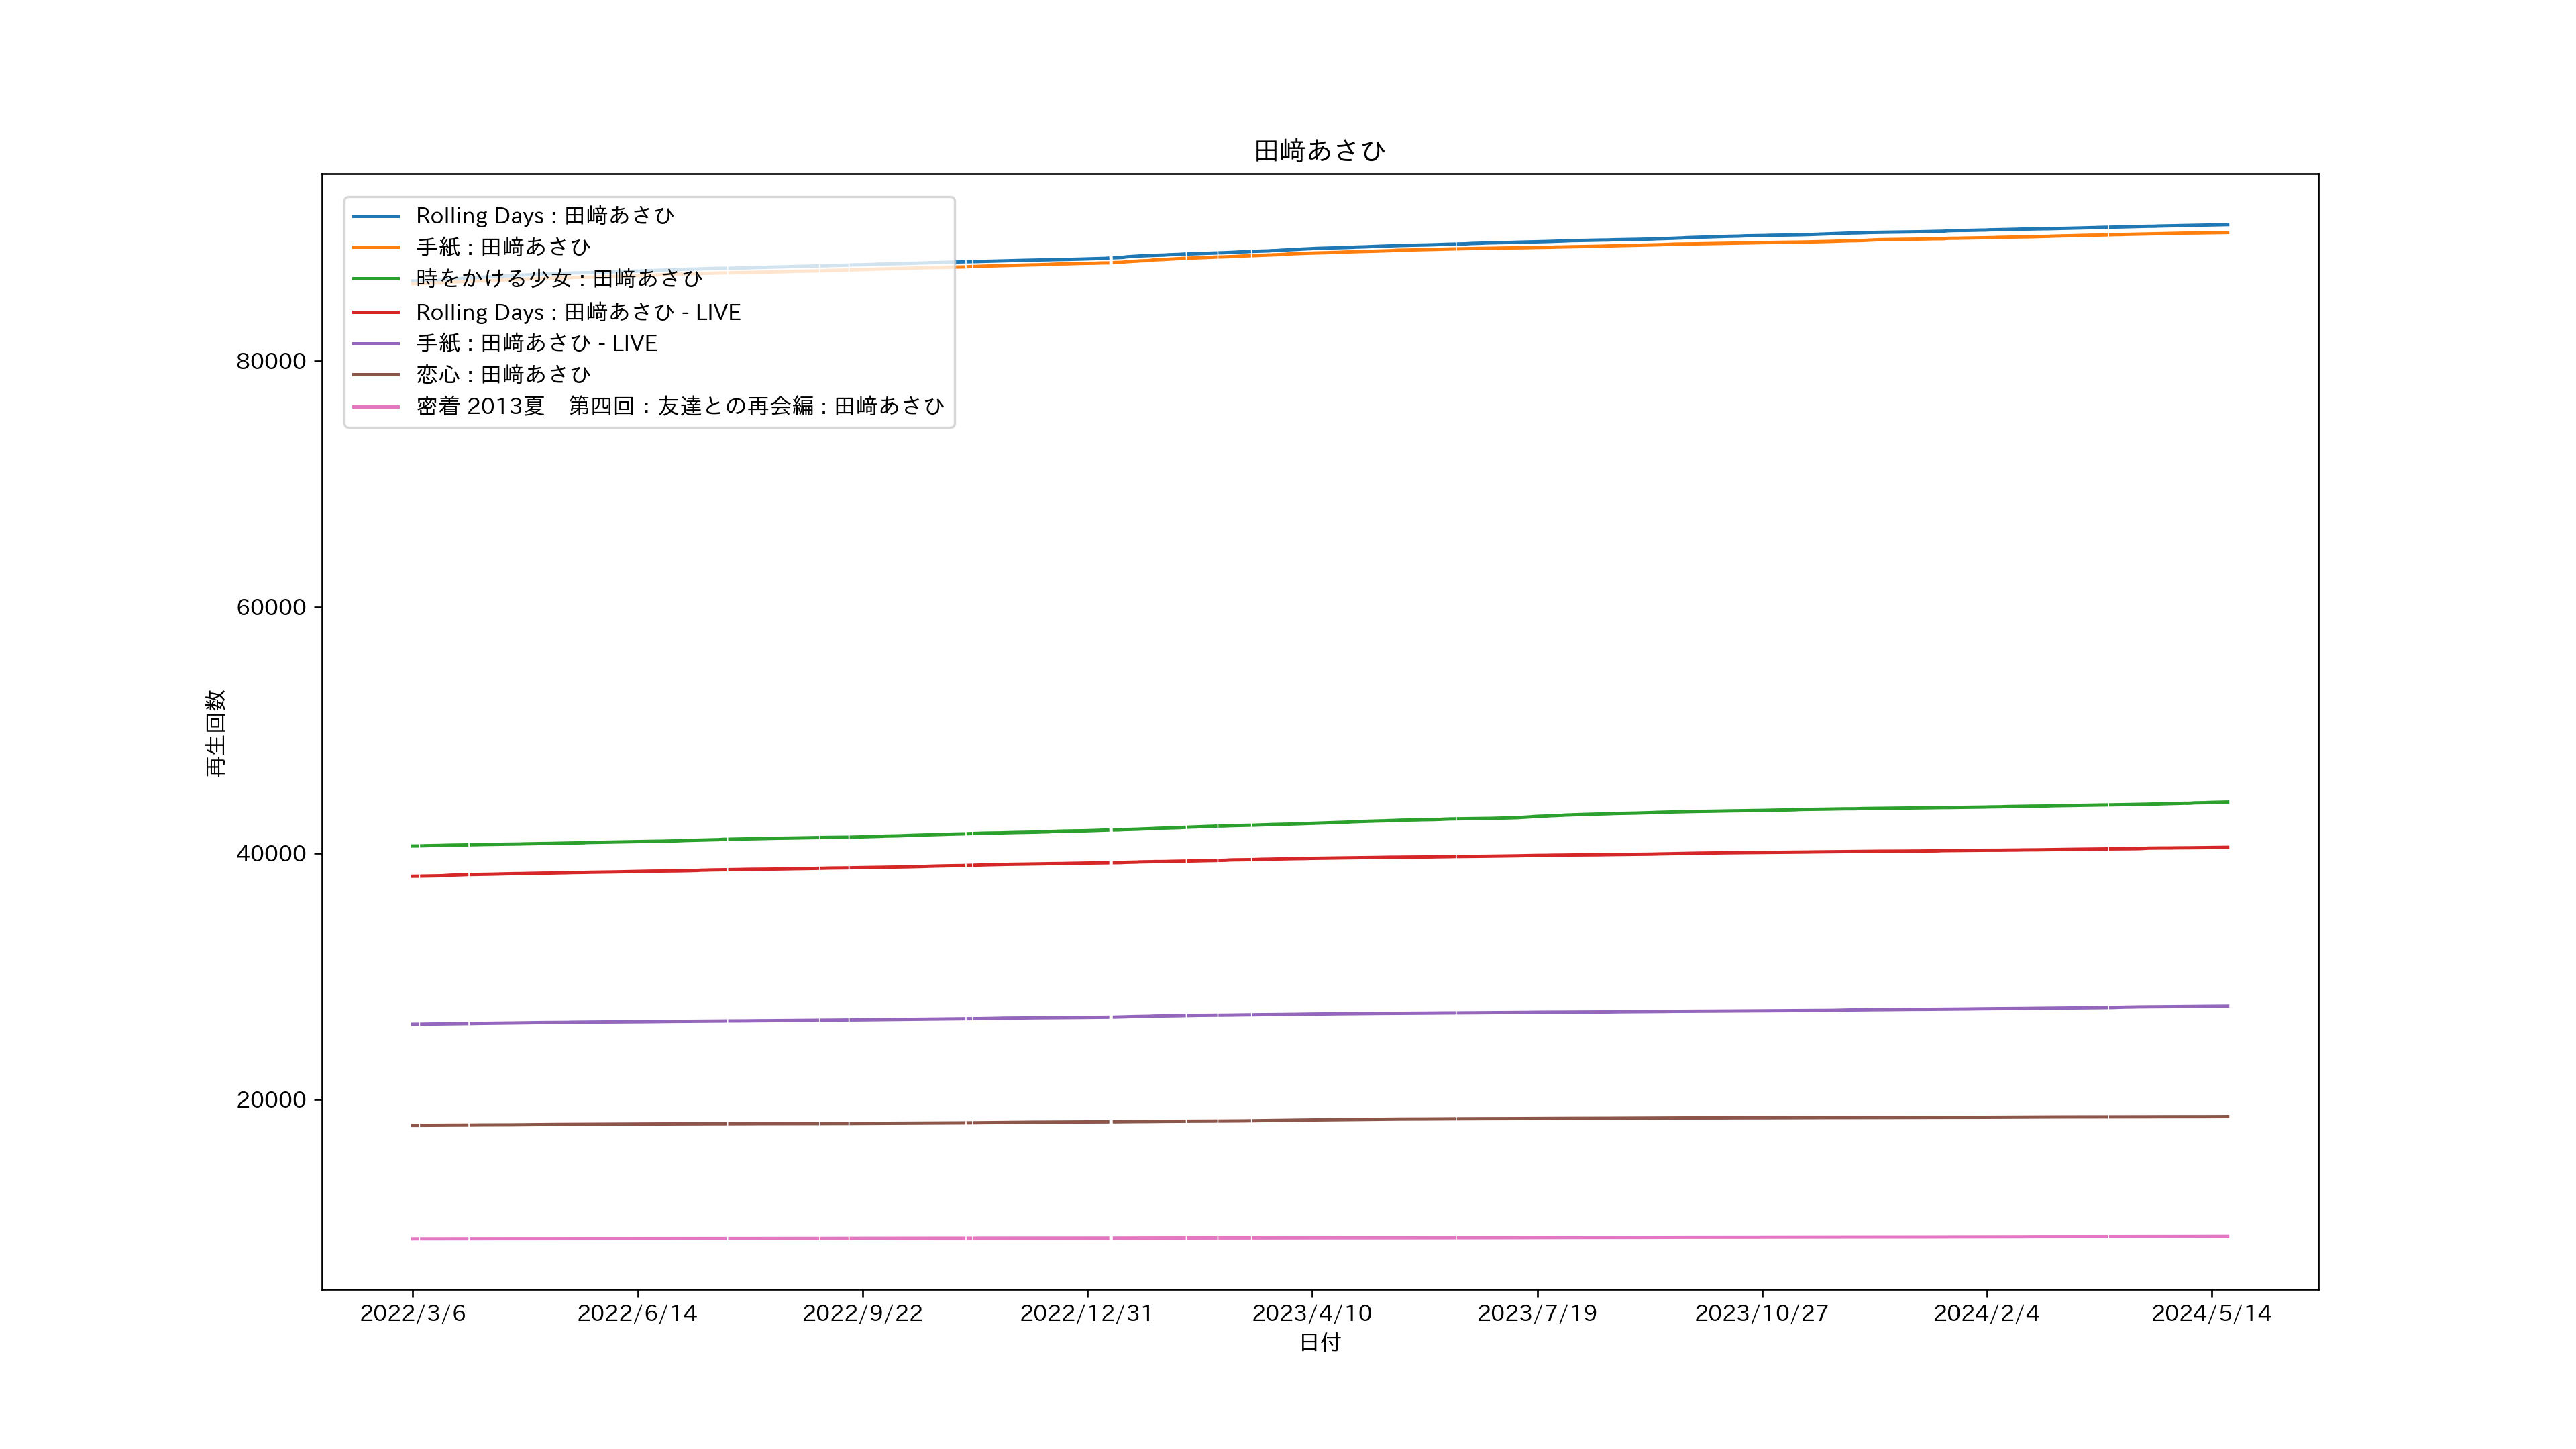 田﨑あさひ
Rolling Days : 田﨑あさひ
手紙 : 田﨑あさひ
時をかける少女 : 田﨑あさひ
Rolling Days : 田﨑あさひ - LIVE
手紙 : 田﨑あさひ - LIVE
恋心 : 田﨑あさひ
密着 2013夏　第四回：友達との再会編 : 田﨑あさひ
80000
60000
40000
20000
再生回数
2022/3/6 2022/6/14 2022/9/22 2022/12/31 2023/4/10 2023/7/19 2023/10/27 2024/2/4 2024/5/14
日付